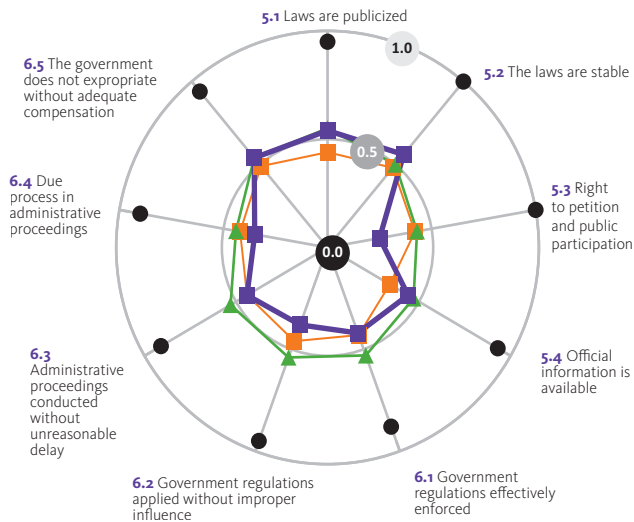 5.1 Laws are publicized
1.0
5.2 The laws are stable
6.5 The government
does not expropriate
without adequate
compensation
0.5
5.3 Right
to petition
and public
participation
6.4 Due
process in
administrative
proceedings
0.0
5.4 Official
information is
available
6.3
Administrative
proceedings
conducted
without
unreasonable
delay
6.2 Government regulations
applied without improper
influence
6.1 Government
regulations effectively
enforced